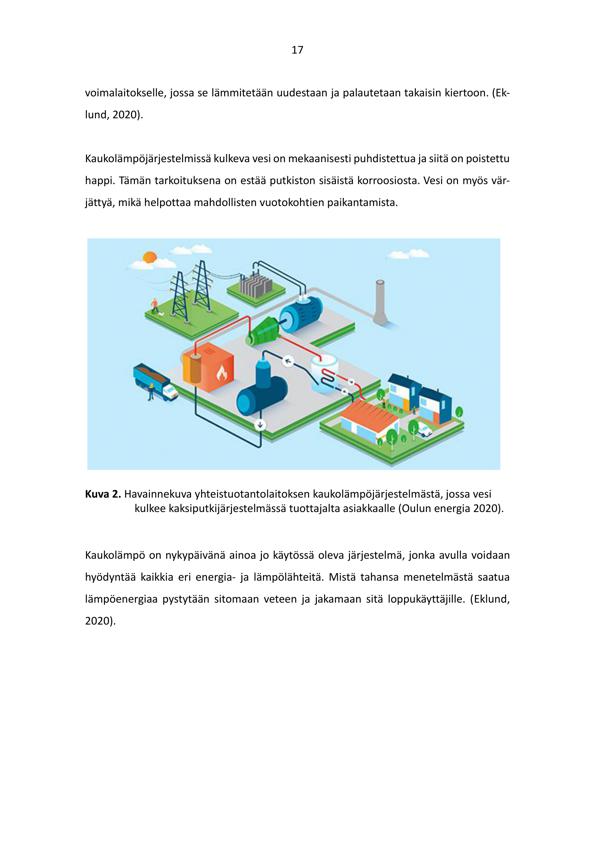 17
voimalaitokselle, jossa se lämmitetään uudestaan ja palautetaan takaisin kiertoon. (Ek-
lund, 2020).
Kaukolämpöjärjestelmissä kulkeva vesi on mekaanisesti puhdistettua ja siitä on poistettu
happi. Tämän tarkoituksena on estää putkiston sisäistä korroosiosta. Vesi on myös vär-
jättyä, mikä helpottaa mahdollisten vuotokohtien paikantamista.
Kuva 2. Havainnekuva yhteistuotantolaitoksen kaukolämpöjärjestelmästä, jossa vesi
kulkee kaksiputkijärjestelmässä tuottajalta asiakkaalle (Oulun energia 2020).
Kaukolämpö on nykypäivänä ainoa jo käytössä oleva järjestelmä, jonka avulla voidaan
hyödyntää kaikkia eri energia- ja lämpölähteitä. Mistä tahansa menetelmästä saatua
lämpöenergiaa pystytään sitomaan veteen ja jakamaan sitä loppukäyttäjille. (Eklund,
2020).